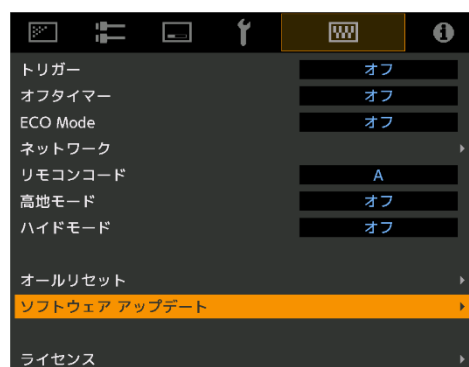 トリガー オフ
オフタイマー オフ
ECO Mode オフ
ネットワーク
リモコンコード A
高地モード オフ
ハイドモード オフ
オールリセット
ソフトウェア アップデート
ライセンス